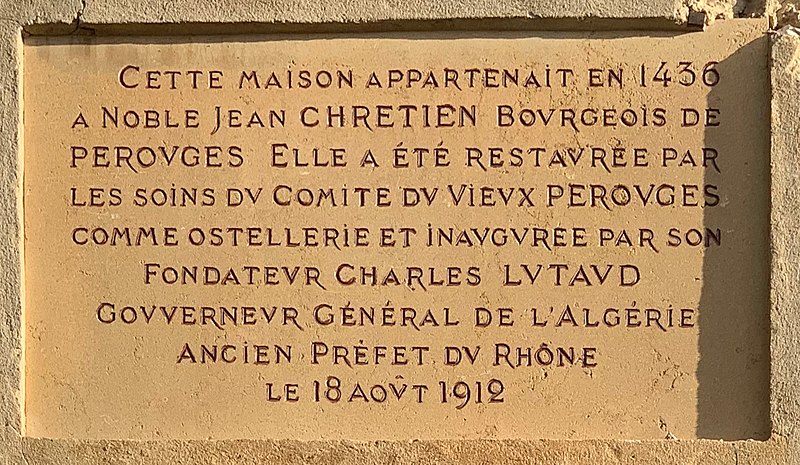 CETTE MAISON APPARTENAIT EN 1436
A NOBLE JEAN CHRETIEN BOVRGEOIS DE
PEROVGES ELLE A ÉTÉ RESTAVRÉE PAR
LES SOINS DV COMITE DV VIEVX PEROVGES
COMME OSTELLERIE ET INAVGVREE PAR SON
FONDATEVR CHARLES LVTAVD
GOVVERNEVR GÉNÉRAL DE L'ALGÉRIE
ANCIEN PRÉFET DV RHÔNE
LE 18 AOVT 1912